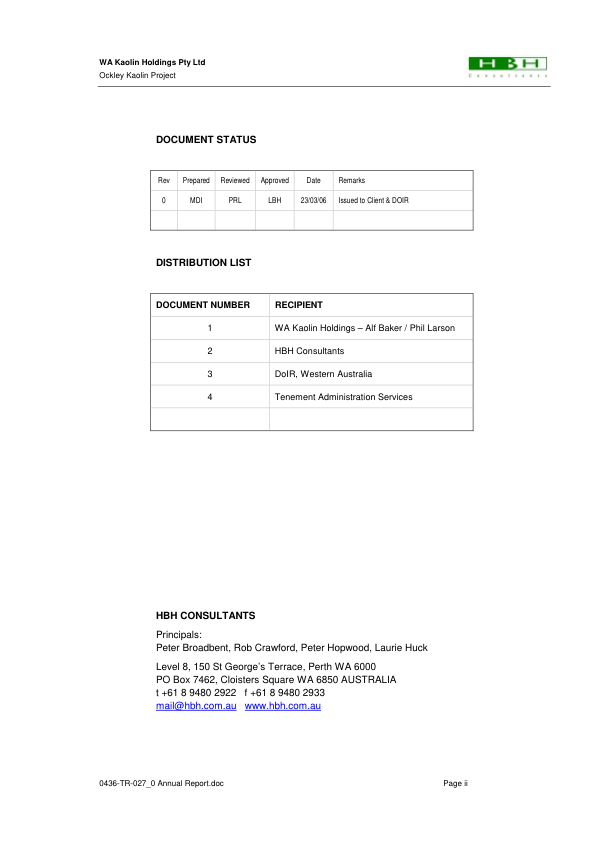 WA Kaolin Holdings Pty Ltd
Ockley Kaolin Project
HBH
Consultants
DOCUMENT STATUS
Rev Prepared Reviewed Approved Date Remarks
0 MDI PRL LBH 23/03/06 Issued to Client & DOIR
DISTRIBUTION LIST
DOCUMENT NUMBER RECIPIENT
1 WA Kaolin Holdings – Alf Baker / Phil Larson
2 HBH Consultants
3 DoIR, Western Australia
4 Tenement Administration Services
HBH CONSULTANTS
Principals:
Peter Broadbent, Rob Crawford, Peter Hopwood, Laurie Huck
Level 8, 150 St George's Terrace, Perth WA 6000
PO Box 7462, Cloisters Square WA 6850 AUSTRALIA
t +61 8 9480 2922 f +61 8 9480 2933
mail@hbh.com.au www.hbh.com.au
0436-TR-027_0 Annual Report.doc Page ii